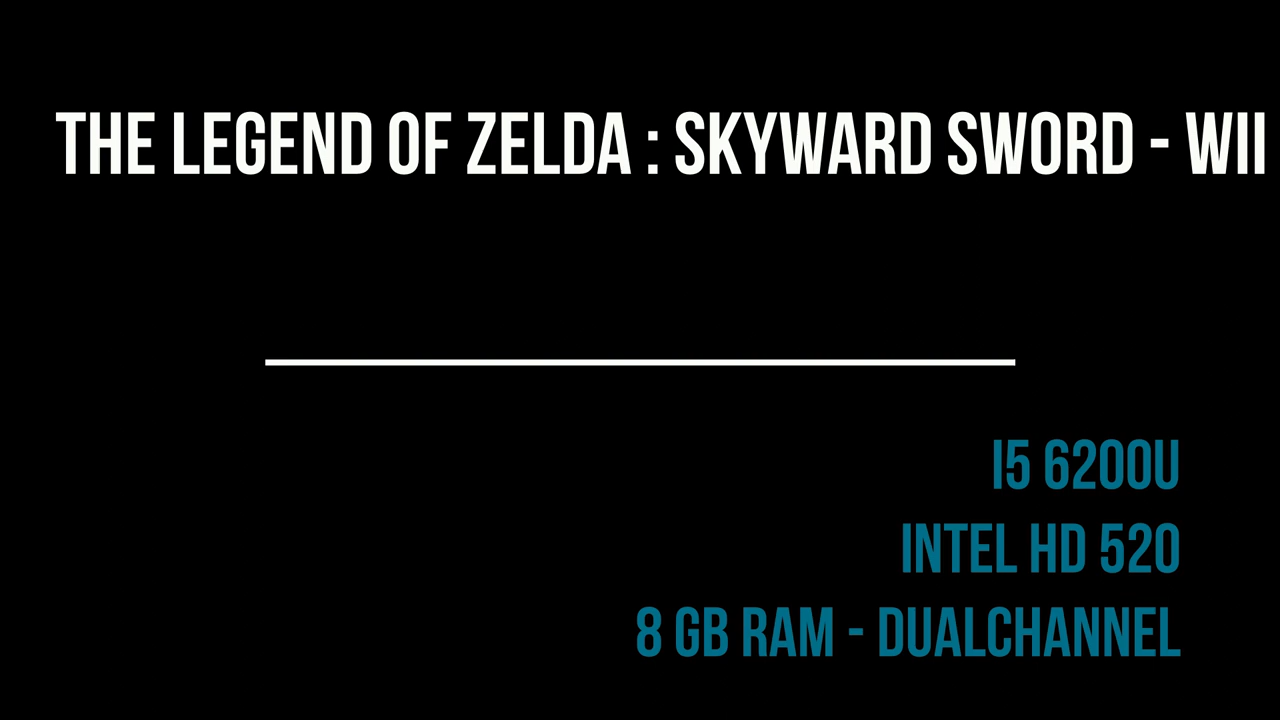 THE LEGEND OF ZELDA : SKYWARD SWORD - WII
I5 6200U
INTEL HD 520
8 GB RAM - DUALCHANNEL